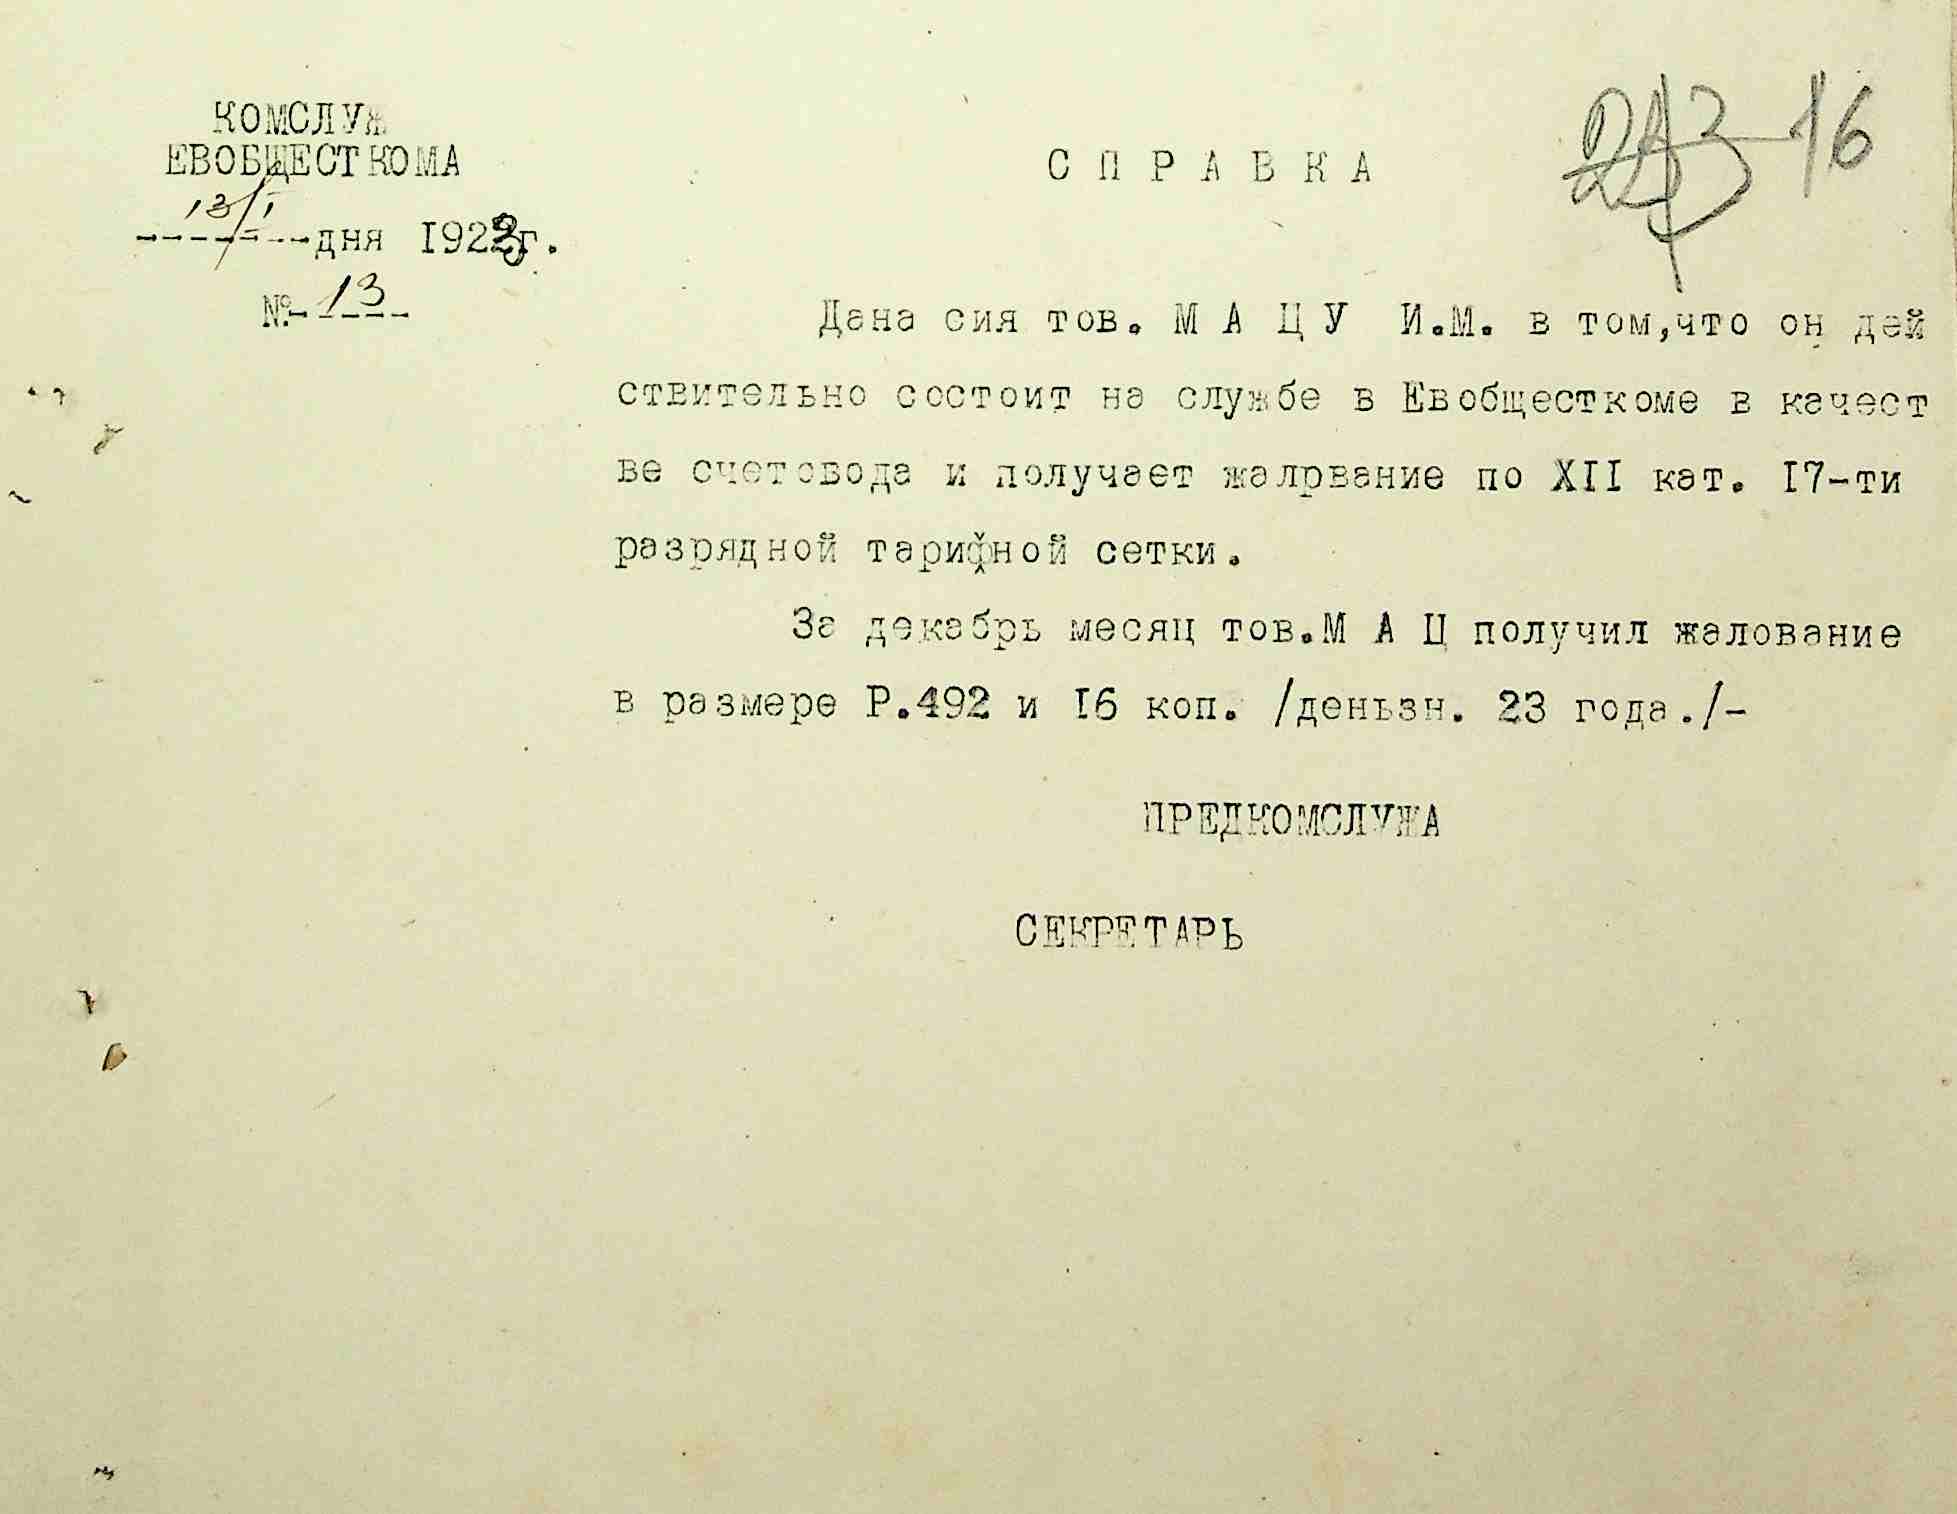 КОМСЛУЖ
ЕВОБЩЕСТКОМА
13/I
-------дня 1923г.
№ 13
16
СПРАВКА
Дана сия тов. М А Ц У И.М. в том,что он дей
ствительно состоит на службе в Евобщесткоме в качест
ве счетовода и получает жалрвание по XII кат. I7-ти
разрядной тарифной сетки.
За декабрь месяц тов.М А Ц получил жалование
в размере Р.492 и I6 коп. /деньзн. 23 года./-
ПРЕДКОМСЛУЖА
СЕКРЕТАРЬ